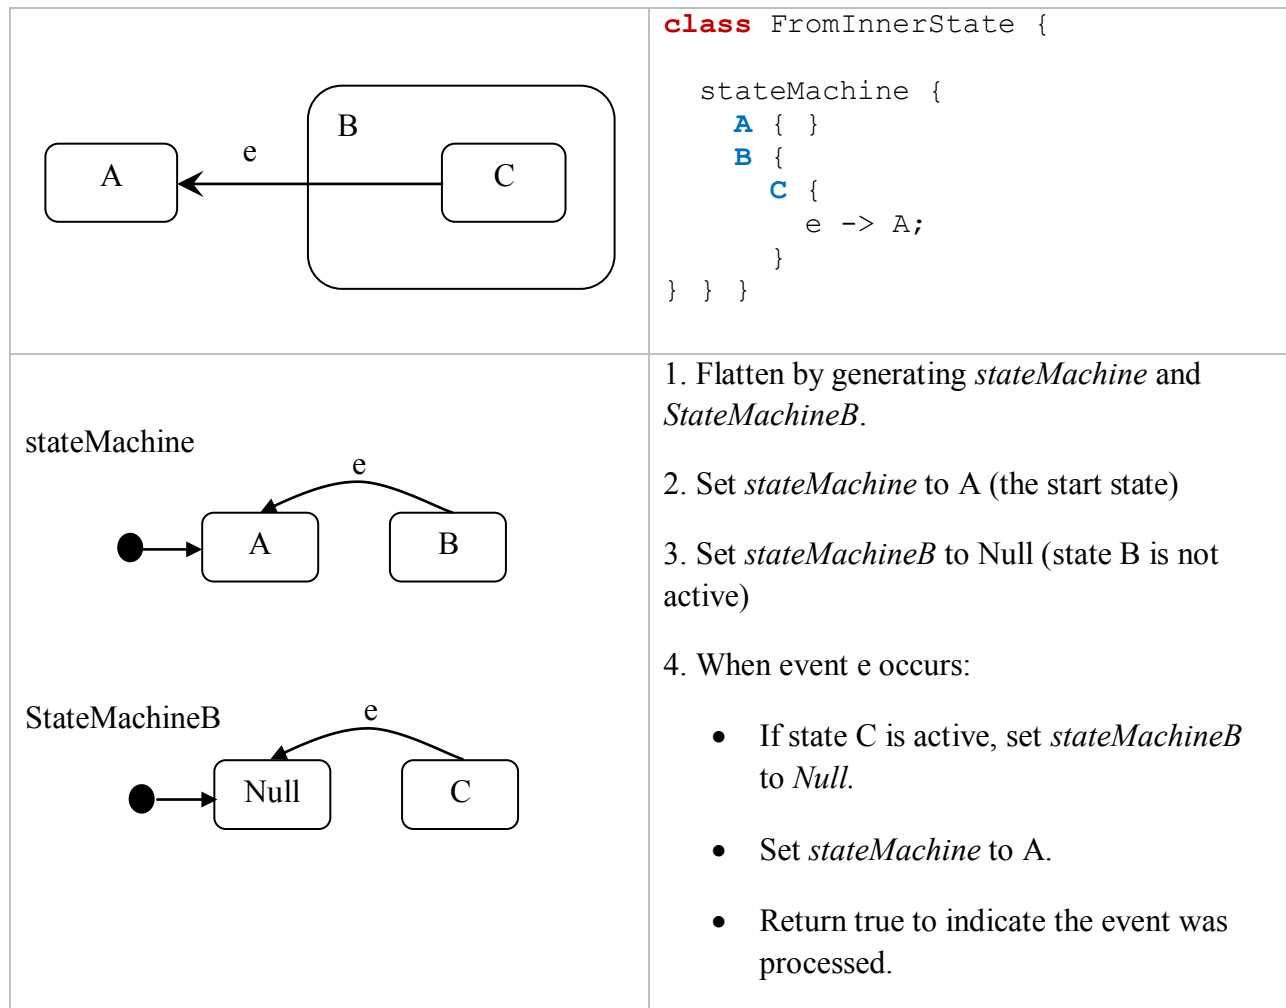 B
e
A
C
class FromInnerState {
stateMachine {
A { }
B {
C {
e -> A;
}
} } }
stateMachine
e
A
B
StateMachineB
e
Null
C
1. Flatten by generating stateMachine and
StateMachineB.
2. Set stateMachine to A (the start state)
3. Set stateMachineB to Null (state B is not
active)
4. When event e occurs:
• If state C is active, set stateMachineB
to Null.
• Set stateMachine to A.
• Return true to indicate the event was
processed.